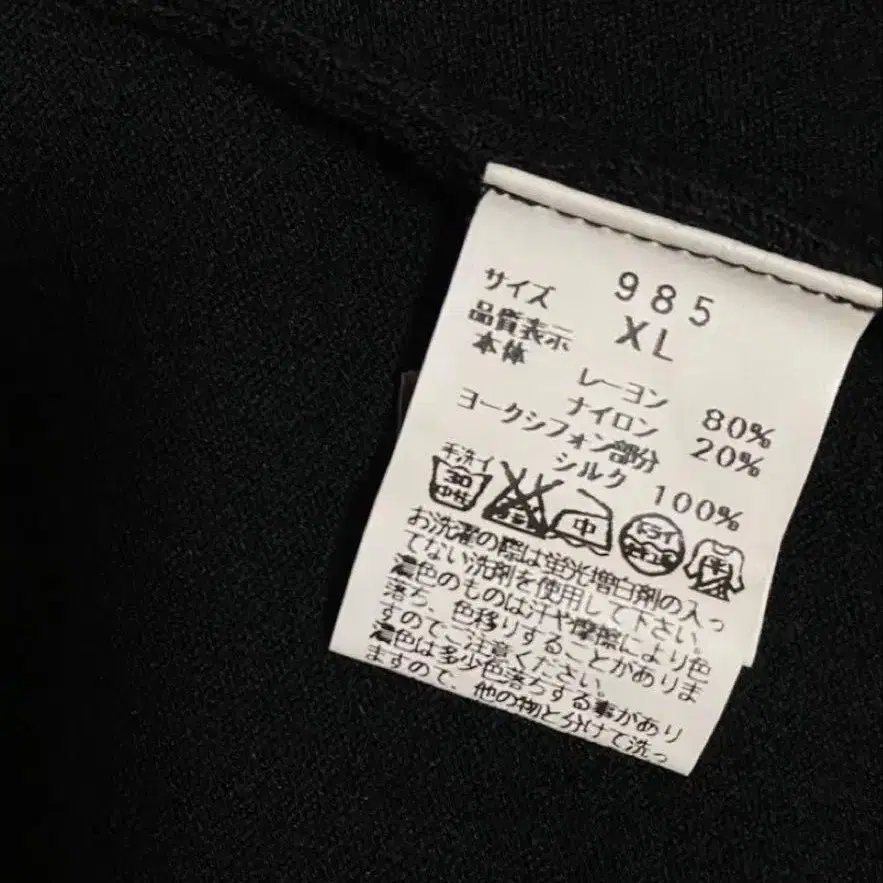 985
サイズ XL
品質表示
本体
レーヨン 80%
ナイロン 20%
ヨークシフォン部分
シルク 100%
手洗イ
30
中性
中
ドライ
セキユ系
平
お洗濯の際は蛍光増白剤の入っ
てない洗剤を使用して下さい。
濃色のものは汗や摩擦により色
落ち、色移りすることがありま
すのでご注意ください。
濃色は多少色落ちする事があり
ますので、他の物と分けて洗っ